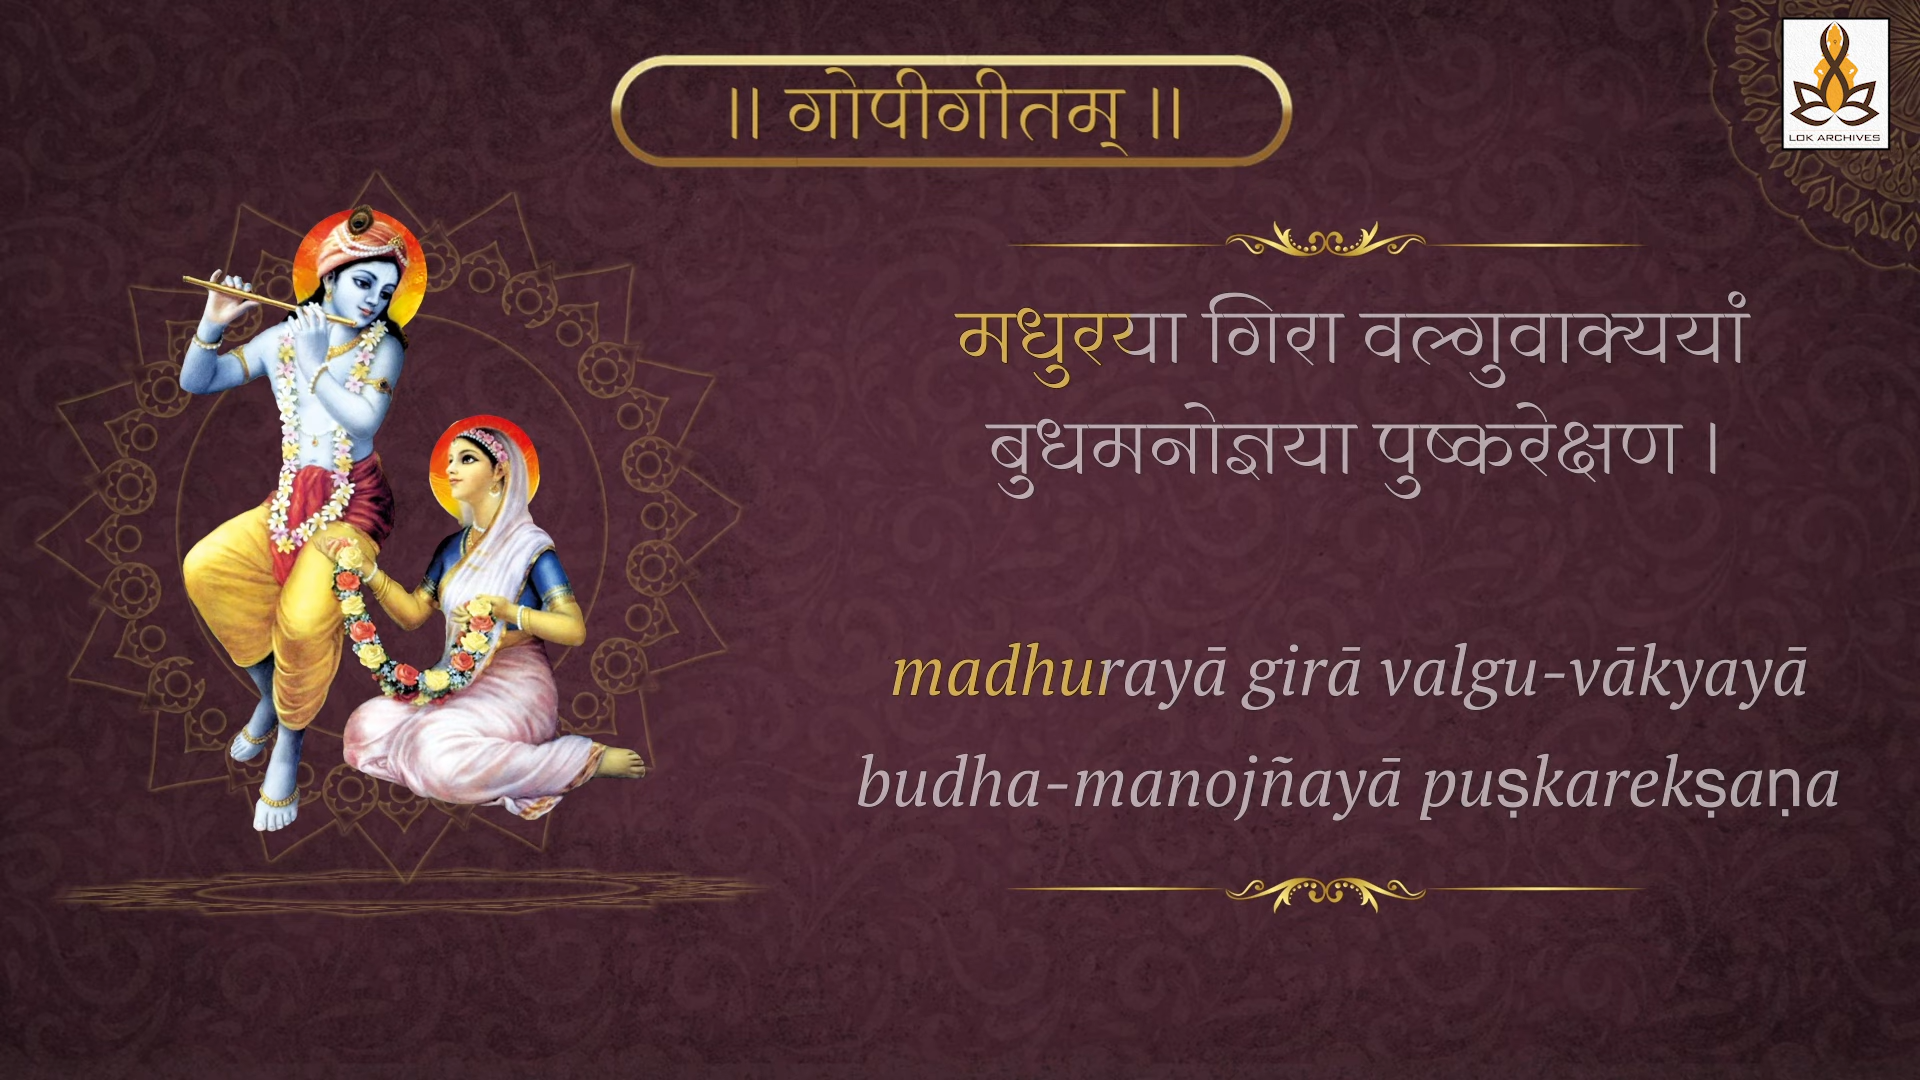 ।। गोपीगीतम् ।।
LOK ARCHIVES
मधुरया गिरा वल्गुवाक्ययां
बुधमनोज्ञया पुष्करेक्षण ।
madhurayā girā valgu-vākyayā
budha-manojñayā puṣkarekṣaṇa